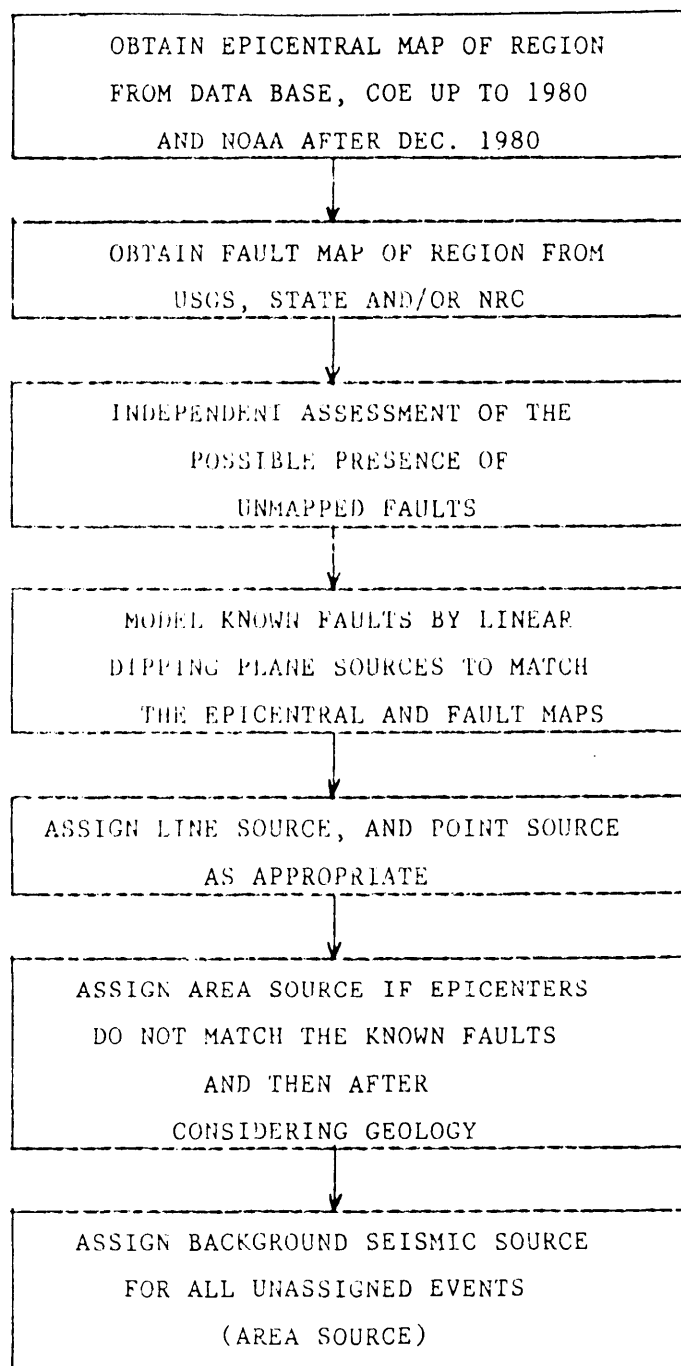 OBTAIN EPICENTRAL MAP OF REGION
FROM DATA BASE, COE UP TO 1980
AND NOAA AFTER DEC. 1980
OBTAIN FAULT MAP OF REGION FROM
USGS, STATE AND/OR NRC
INDEPENDENT ASSESSMENT OF THE
POSSIBLE PRESENCE OF
UNMAPPED FAULTS
MODEL KNOWN FAULTS BY LINEAR
DIPPING PLANE SOURCES TO MATCH
THE EPICENTRAL AND FAULT MAPS
ASSIGN LINE SOURCE, AND POINT SOURCE
AS APPROPRIATE
ASSIGN AREA SOURCE IF EPICENTERS
DO NOT MATCH THE KNOWN FAULTS
AND THEN AFTER
CONSIDERING GEOLOGY
ASSIGN BACKGROUND SEISMIC SOURCE
FOR ALL UNASSIGNED EVENTS
(AREA SOURCE)